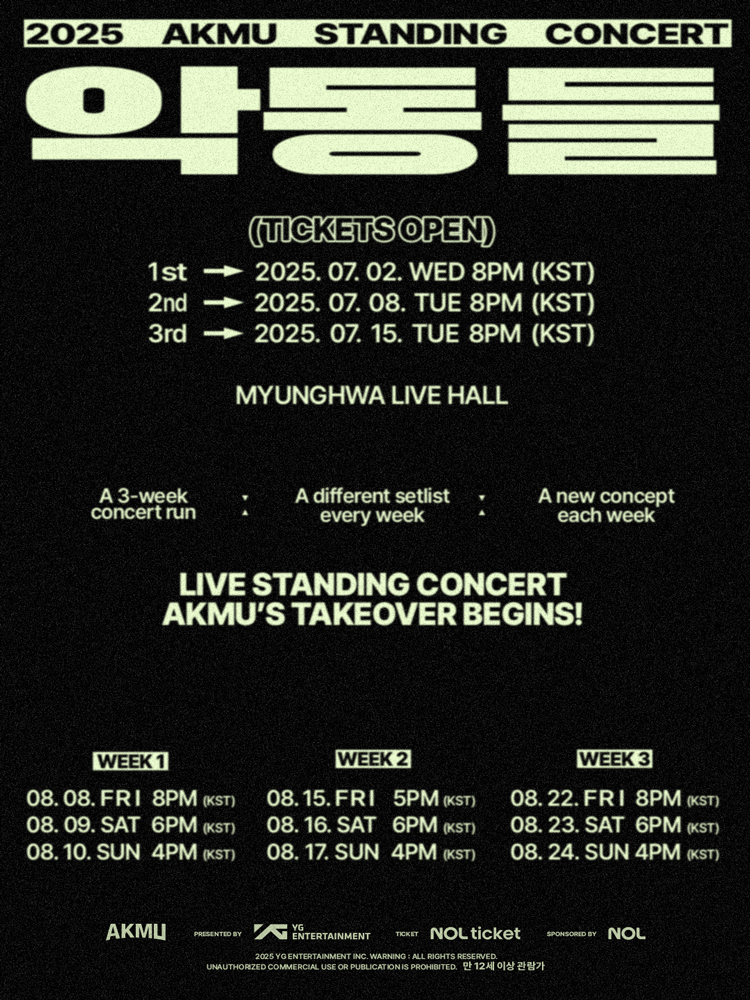 2025 AKMU STANDING CONCERT
악동들
(TICKETS OPEN)
1st → 2025. 07. 02. WED 8PM (KST)
2nd → 2025. 07. 08. TUE 8PM (KST)
3rd → 2025. 07. 15. TUE 8PM (KST)
MYUNGHWA LIVE HALL
A 3-week
concert run
A different setlist
every week
A new concept
each week
LIVE STANDING CONCERT
AKMU'S TAKEOVER BEGINS!
WEEK 1
08. 08. FRI 8PM (KST)
08. 09. SAT 6PM (KST)
08. 10. SUN 4PM (KST)
WEEK 2
08. 15. FRI 5PM (KST)
08. 16. SAT 6PM (KST)
08. 17. SUN 4PM (KST)
WEEK 3
08. 22. FRI 8PM (KST)
08. 23. SAT 6PM (KST)
08. 24. SUN 4PM (KST)
AKMU PRESENTED BY YG ENTERTAINMENT TICKET NOL ticket SPONSORED BY NOL
2025 YG ENTERTAINMENT INC. WARNING : ALL RIGHTS RESERVED.
UNAUTHORIZED COMMERCIAL USE OR PUBLICATION IS PROHIBITED. 만 12세 이상 관람가